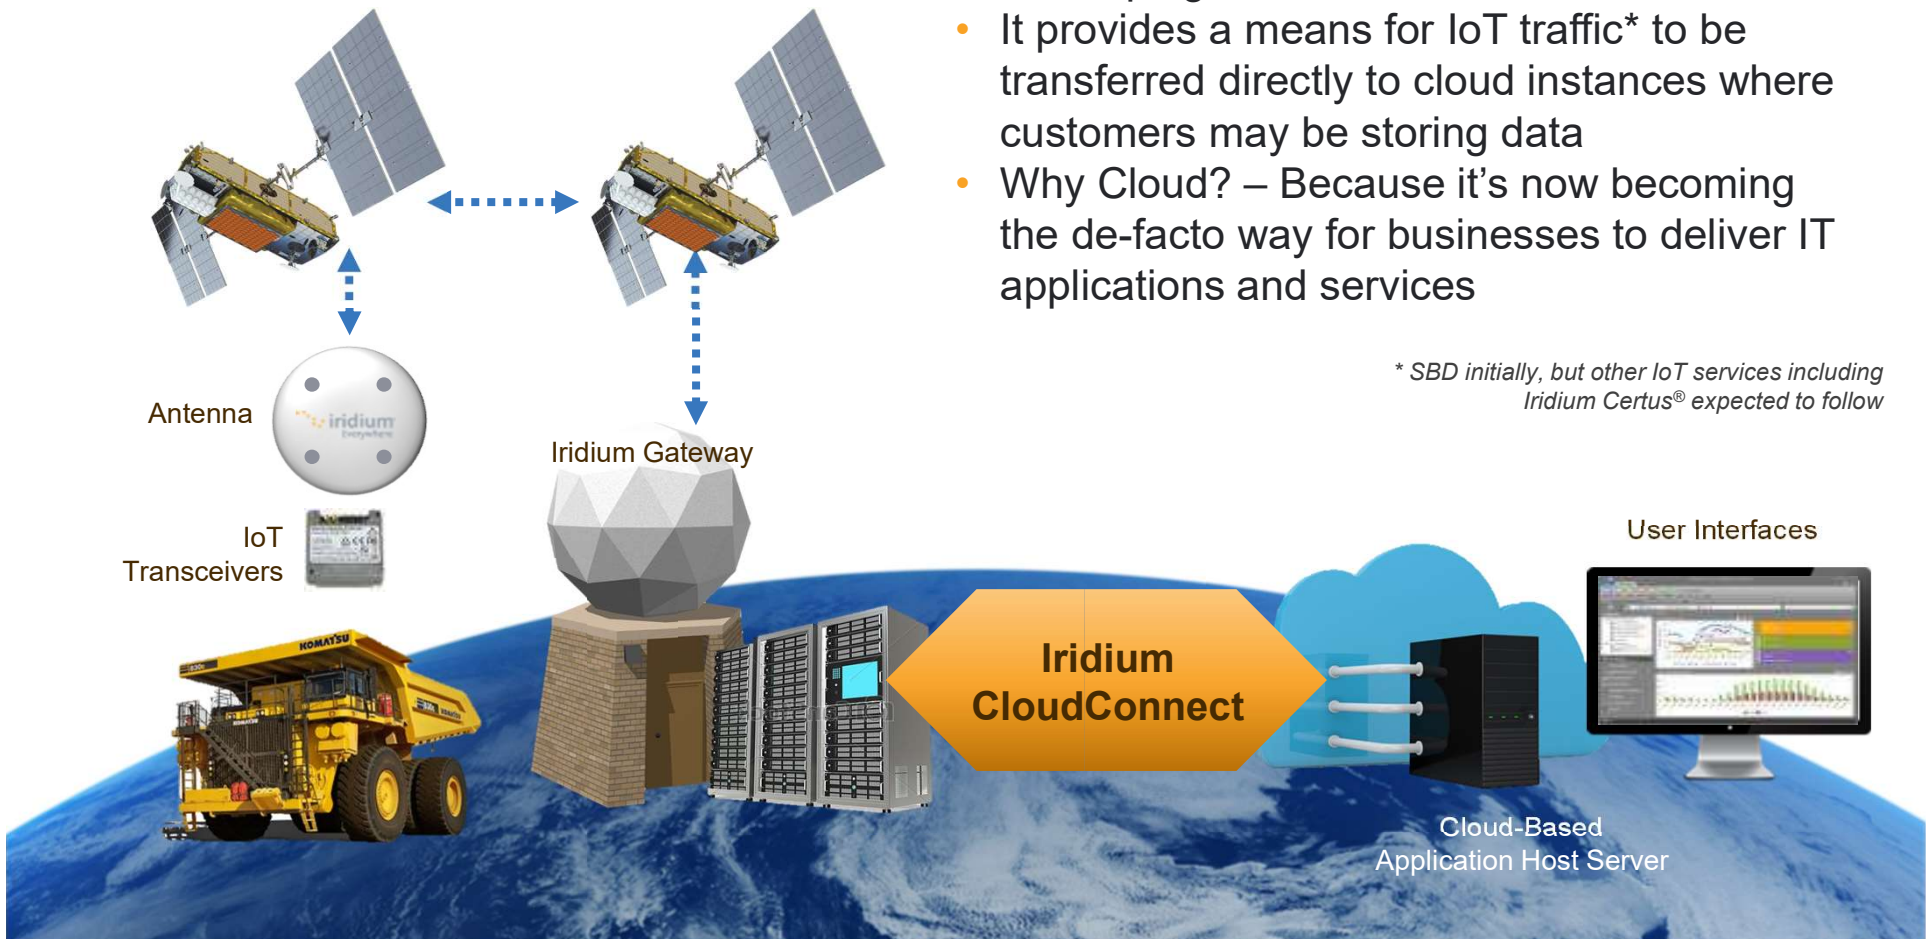 • It provides a means for IoT traffic* to be
transferred directly to cloud instances where
customers may be storing data
• Why Cloud? – Because it’s now becoming
the de-facto way for businesses to deliver IT
applications and services
* SBD initially, but other IoT services including
Iridium Certus® expected to follow
Antenna
iridium
Everywhere
Iridium Gateway
IoT
Transceivers
User Interfaces
KOMATSU
830E
KOMATSU
Iridium
CloudConnect
Cloud-Based
Application Host Server